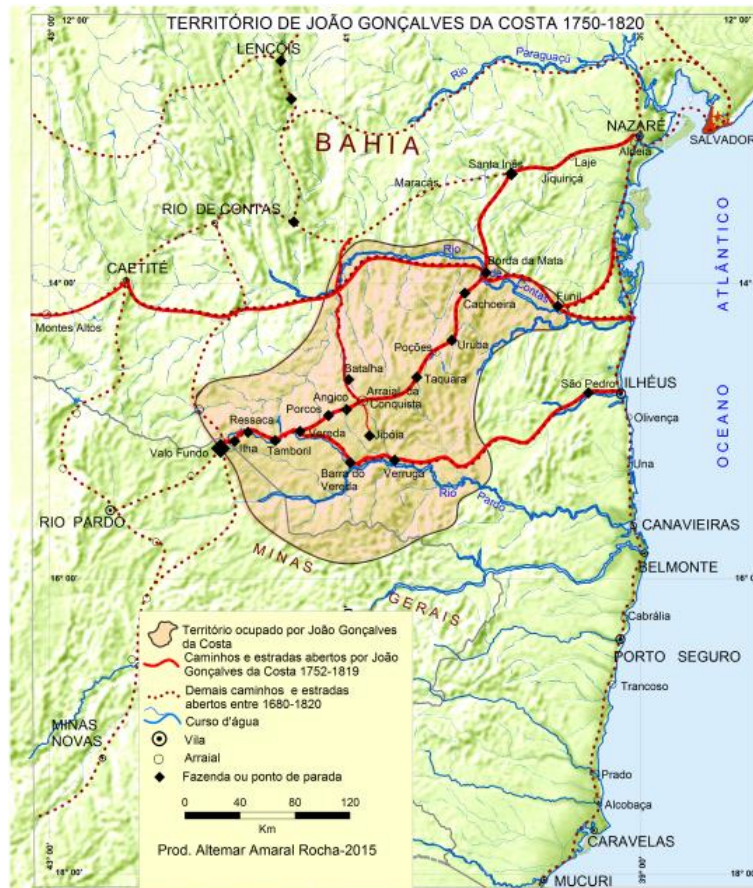 TERRITÓRIO DE JOÃO GONÇALVES DA COSTA 1750-1820
43° 00'
12° 00'
41
12° 00'
LENÇOIS
Rio
Paraguaçú
BAHIA
NAZARÉ
SALVADOR
Aldeia
Santa Inês
Laje
Jiquiriçá
Maracás
RIO DE CONTAS
Rio
Borda da Mata
de
Contas
CAETITÉ
14° 00'
14°
Funil
Cachoeira
Montes Altos
ATLÂNTICO
Uruba
Poções
Batalha
Taquara
São Pedro
ILHÉUS
Angico
Arraial da
Conquista
Porcos
Olivença
Ressaca
Vereda
Jibóia
Valo Fundo
Ilha
Tamboril
OCEANO
Barra do
Vereda
Verruga
Una
Rio
Pardo
RIO PARDO
CANAVIEIRAS
MINAS
BELMONTE
16° 00'
16° 00'
GERAIS
Cabrália
PORTO SEGURO
Trancoso
MINAS
NOVAS
Prado
Alcobaça
CARAVELAS
MUCURI
Território ocupado por João Gonçalves
da Costa
Caminhos e estradas abertos por João
Gonçalves da Costa 1752-1819
Demais caminhos e estradas
abertos entre 1680-1820
Curso d'água
Vila
Arraial
Fazenda ou ponto de parada
0 40 80 120
Km
Prod. Altemar Amaral Rocha-2015
43° 00'
18° 00'
39° 00'
18° 00'